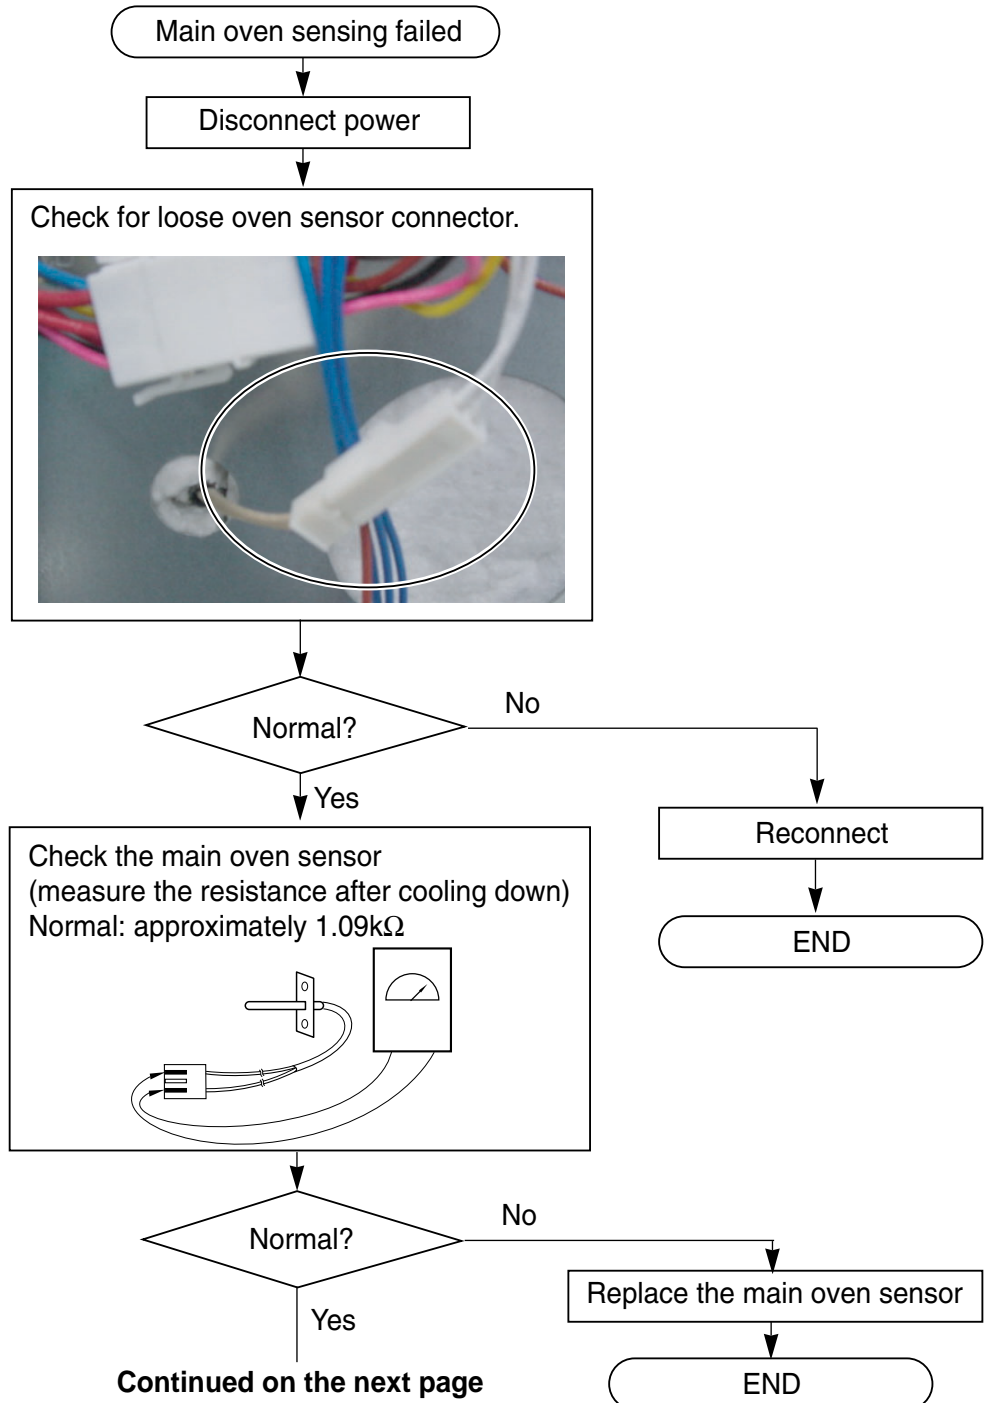 Main oven sensing failed
Disconnect power
Check for loose oven sensor connector.
Normal?
No
Yes
Reconnect
END
Check the main oven sensor
(measure the resistance after cooling down)
Normal: approximately 1.09kΩ
Normal?
No
Yes
Replace the main oven sensor
END
Continued on the next page